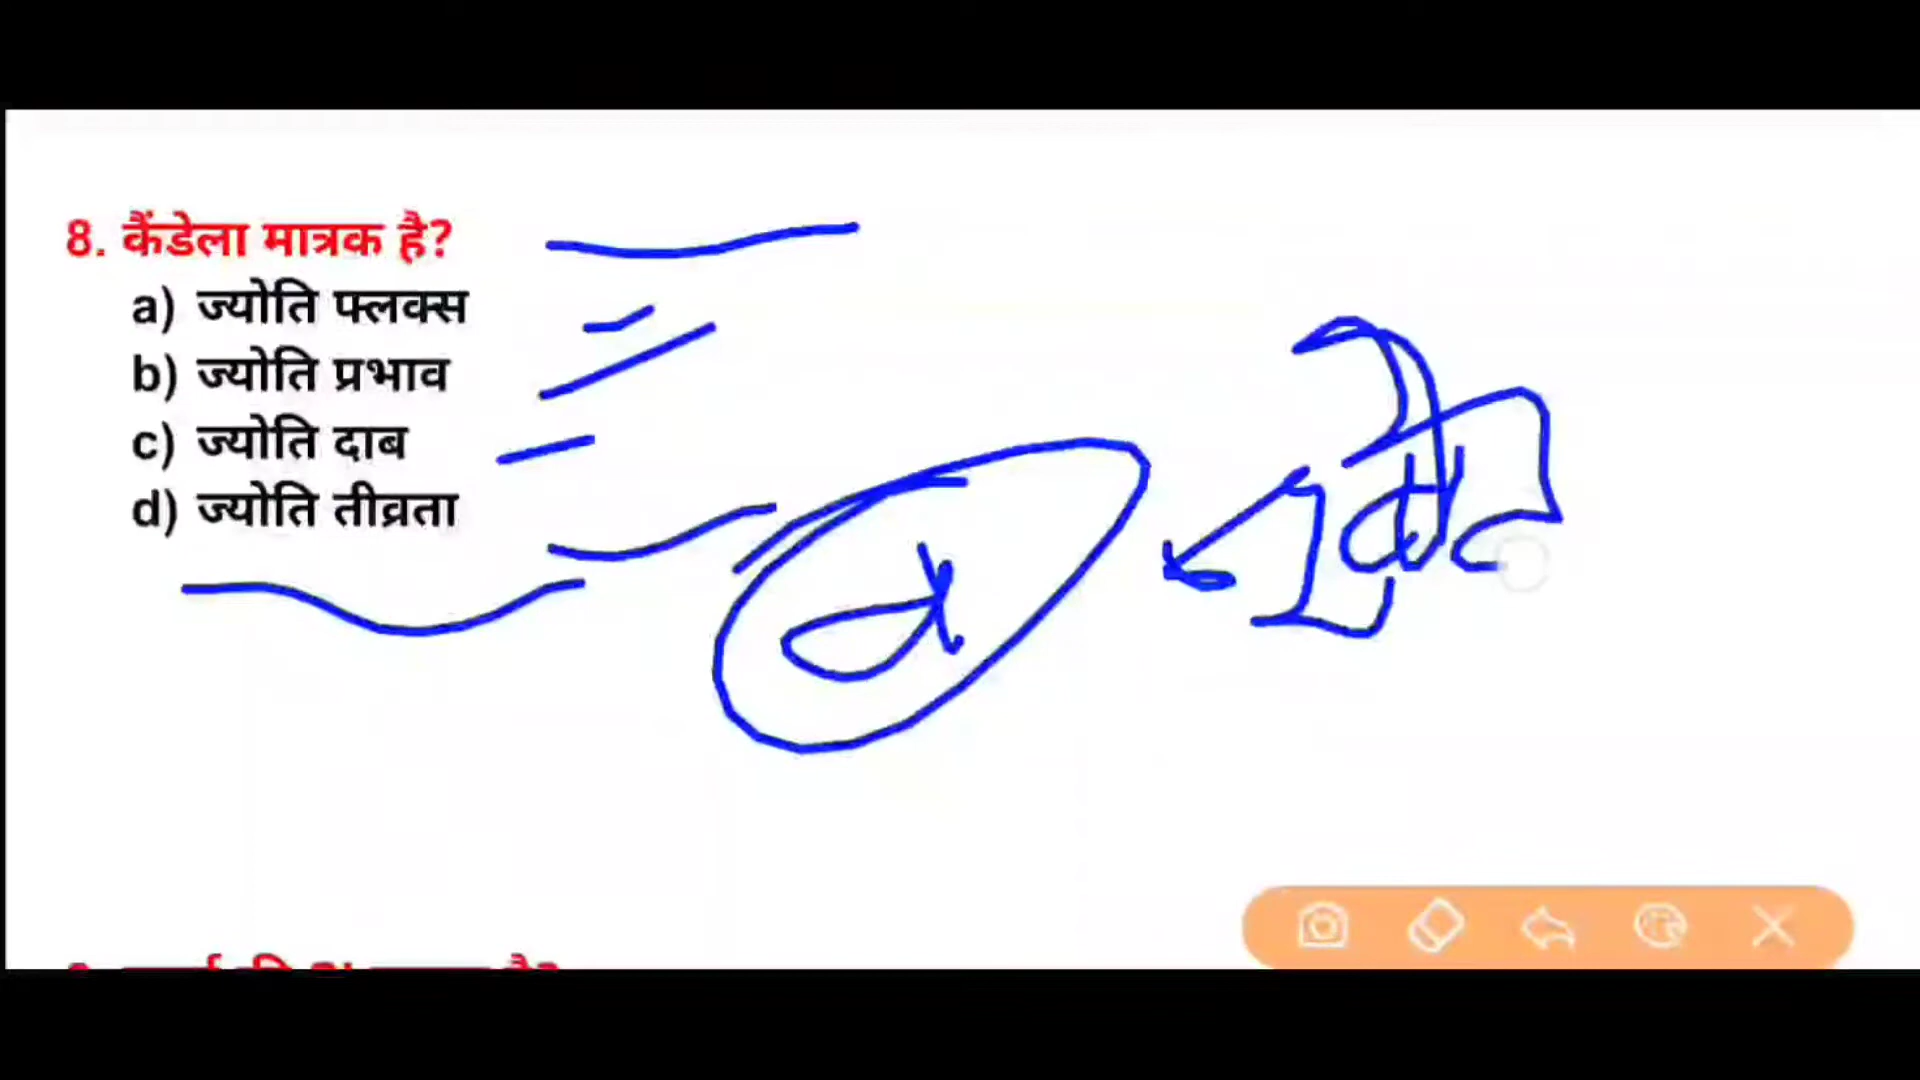 8. कैंडेला मात्रक है?
a) ज्योति फ्लक्स
b) ज्योति प्रभाव
c) ज्योति दाब
d) ज्योति तीव्रता
d